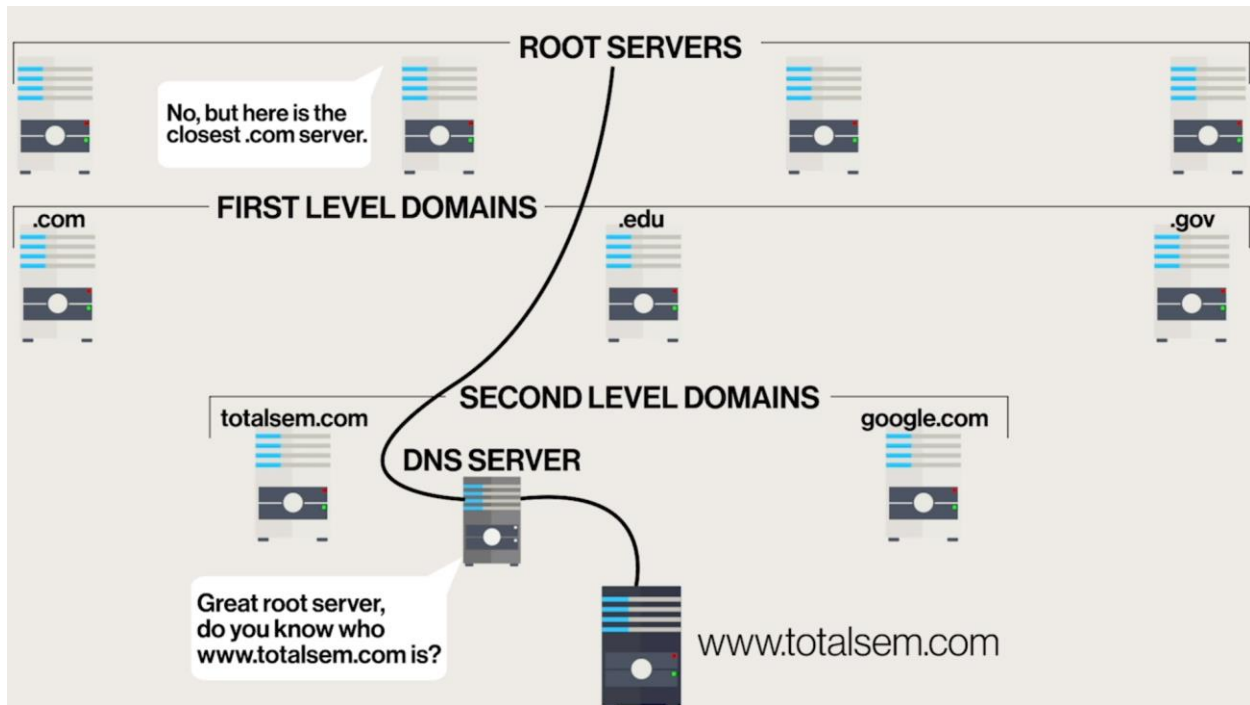 ROOT SERVERS
No, but here is the
closest .com server.
FIRST LEVEL DOMAINS
.com
.edu
.gov
SECOND LEVEL DOMAINS
totalsem.com
google.com
DNS SERVER
Great root server,
do you know who
www.totalsem.com is?
www.totalsem.com